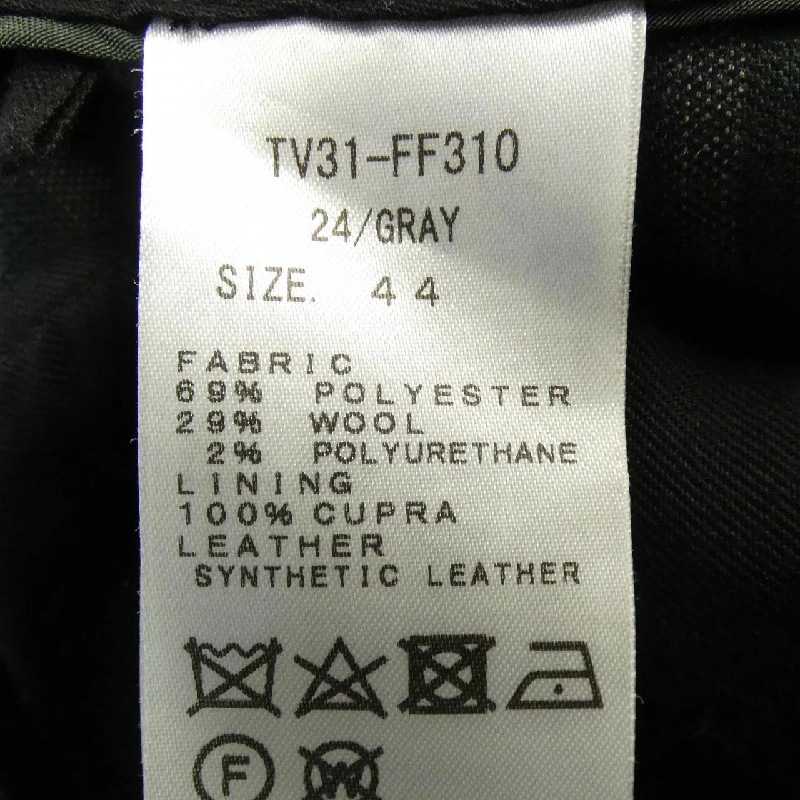 TV31-FF310
24/GRAY
SIZE. 44
FABRIC
69% POLYESTER
29% WOOL
2% POLYURETHANE
LINING
100% CUPRA
LEATHER
SYNTHETIC LEATHER
F W